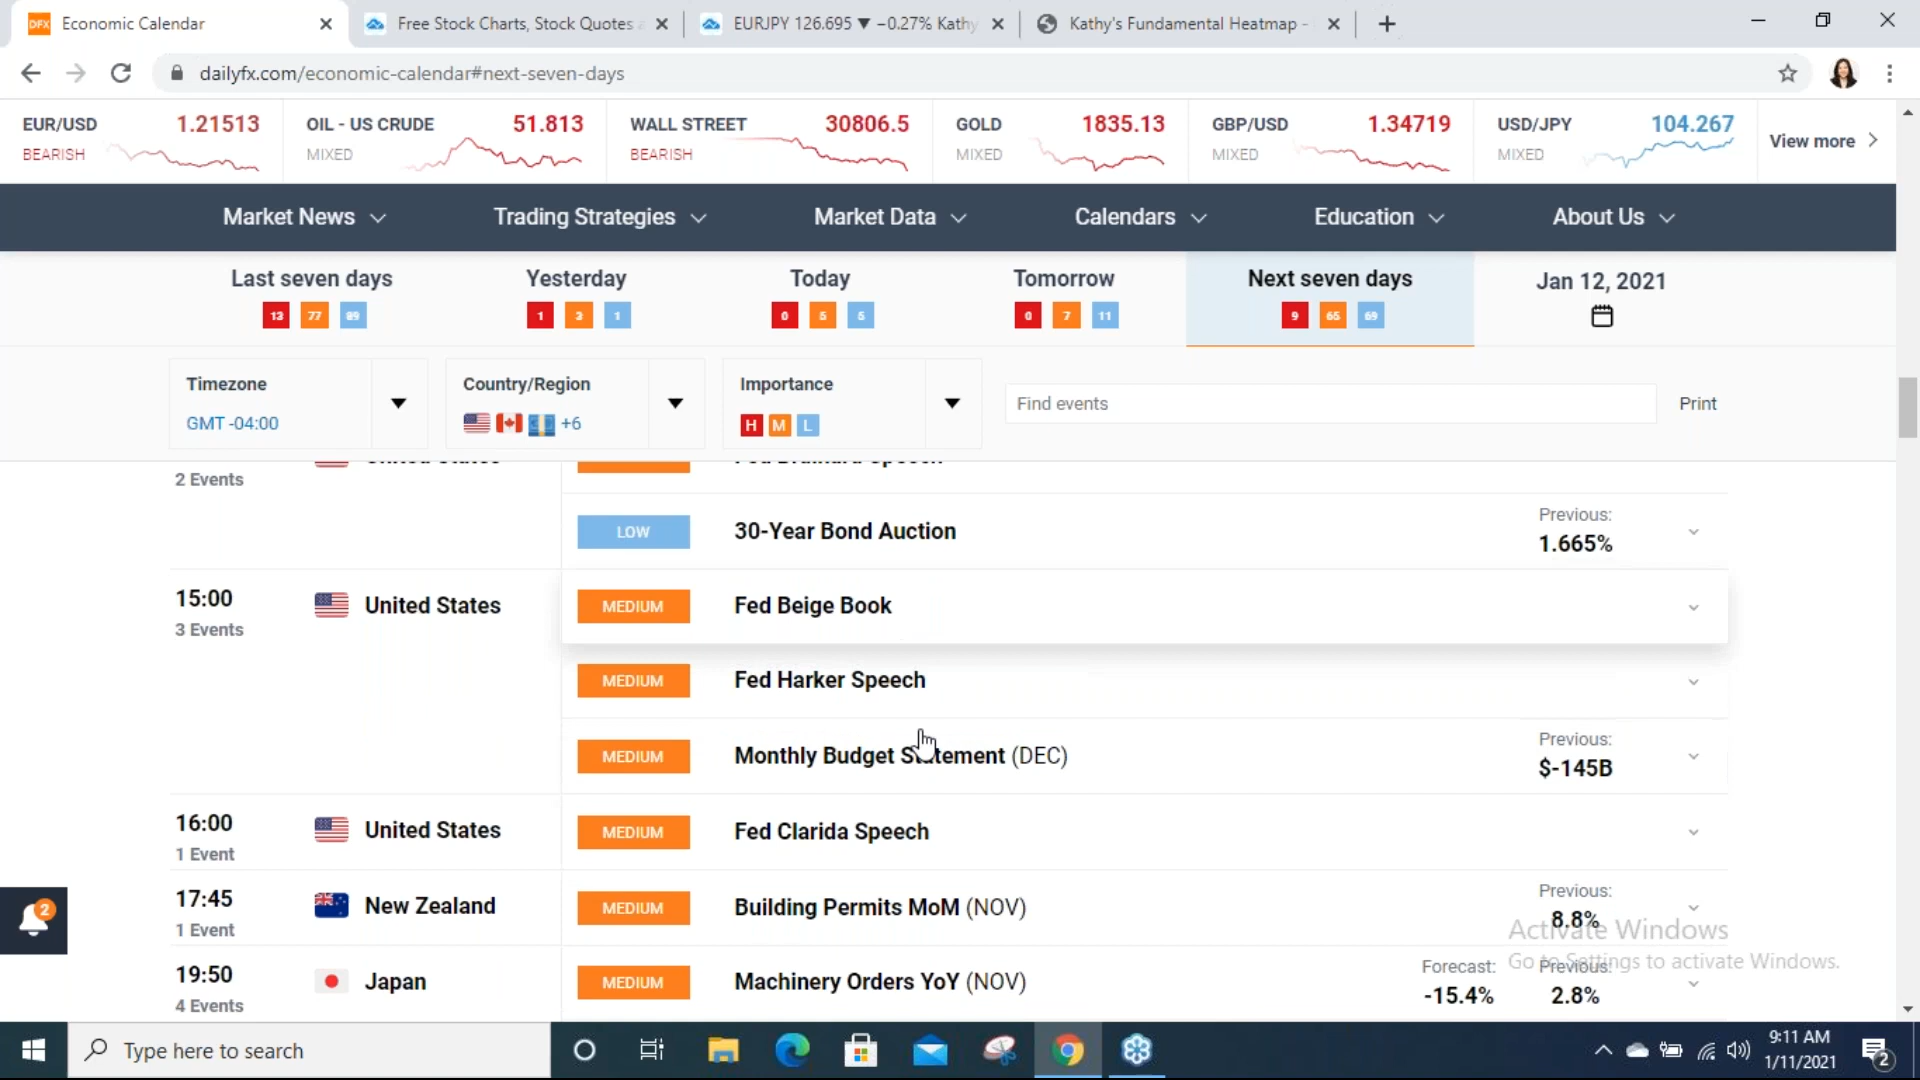 DFX Economic Calendar
Free Stock Charts, Stock Quotes
EURJPY 126.695 ▼ −0.27% Kathy
Kathy's Fundamental Heatmap -
dailyfx.com/economic-calendar#next-seven-days
EUR/USD 1.21513
BEARISH
OIL - US CRUDE 51.813
MIXED
WALL STREET 30806.5
BEARISH
GOLD 1835.13
MIXED
GBP/USD 1.34719
MIXED
USD/JPY 104.267
MIXED
View more
Market News Trading Strategies Market Data Calendars Education About Us
Last seven days Yesterday Today Tomorrow Next seven days Jan 12, 2021
13 77 89 1 3 1 0 5 5 0 7 11 9 65 69
Timezone Country/Region Importance
GMT -04:00 +6 H M L
Find events Print
2 Events
LOW 30-Year Bond Auction Previous: 1.665%
15:00 United States MEDIUM Fed Beige Book
3 Events
MEDIUM Fed Harker Speech
MEDIUM Monthly Budget Statement (DEC) Previous: $-145B
16:00 United States MEDIUM Fed Clarida Speech
1 Event
17:45 New Zealand MEDIUM Building Permits MoM (NOV) Previous: 8.8%
1 Event
2
Activate Windows
Go to Settings to activate Windows.
19:50 Japan MEDIUM Machinery Orders YoY (NOV) Forecast: -15.4% Previous: 2.8%
4 Events
Type here to search
9:11 AM
1/11/2021
2